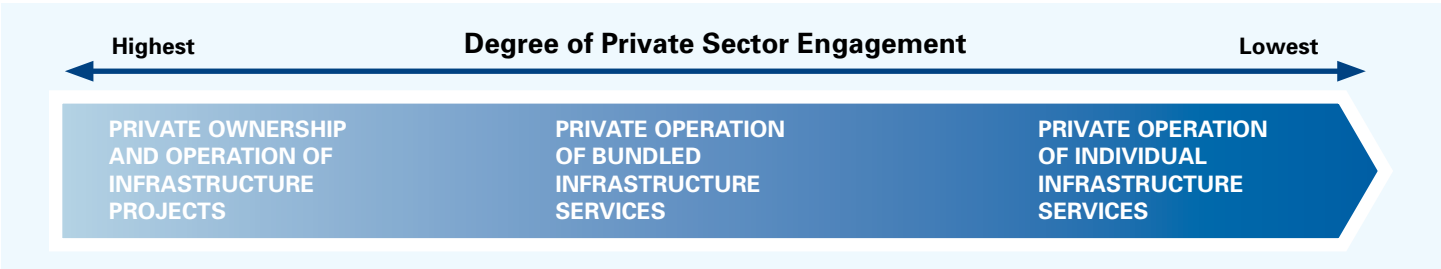 Highest
Degree of Private Sector Engagement
Lowest
PRIVATE OWNERSHIP
AND OPERATION OF
INFRASTRUCTURE
PROJECTS
PRIVATE OPERATION
OF BUNDLED
INFRASTRUCTURE
SERVICES
PRIVATE OPERATION
OF INDIVIDUAL
INFRASTRUCTURE
SERVICES